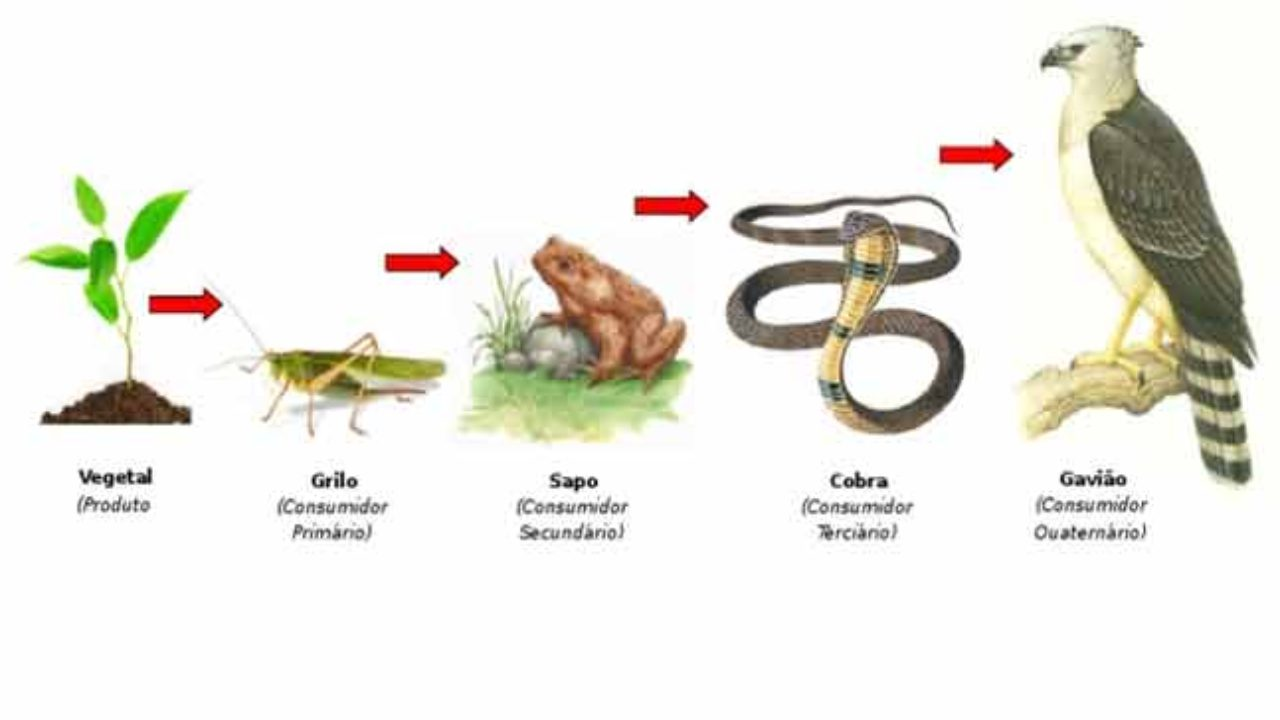 Vegetal
(Produto
Grilo
(Consumidor
Primário)
Sapo
(Consumidor
Secundário)
Cobra
(Consumidor
Terciário)
Gavião
(Consumidor
Quaternário)